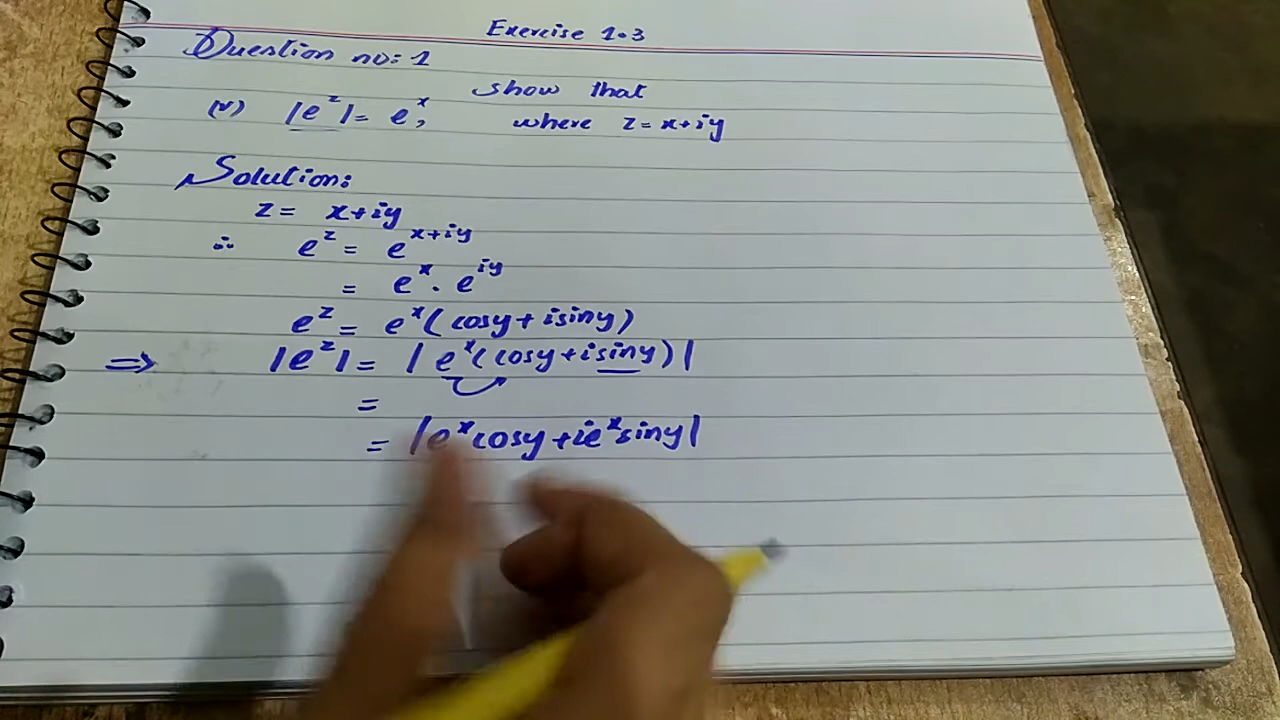 Exercise 1.3
Question no: 1
show that
(v) |e^z| = e^x, where z = x+iy
Solution:
z = x+iy
∴ e^z = e^{x+iy}
= e^x . e^{iy}
e^z = e^x (cosy + isiny)
⇒ |e^z| = | e^x (cosy + isiny) |
=
= |e^x cosy + ie^x siny|